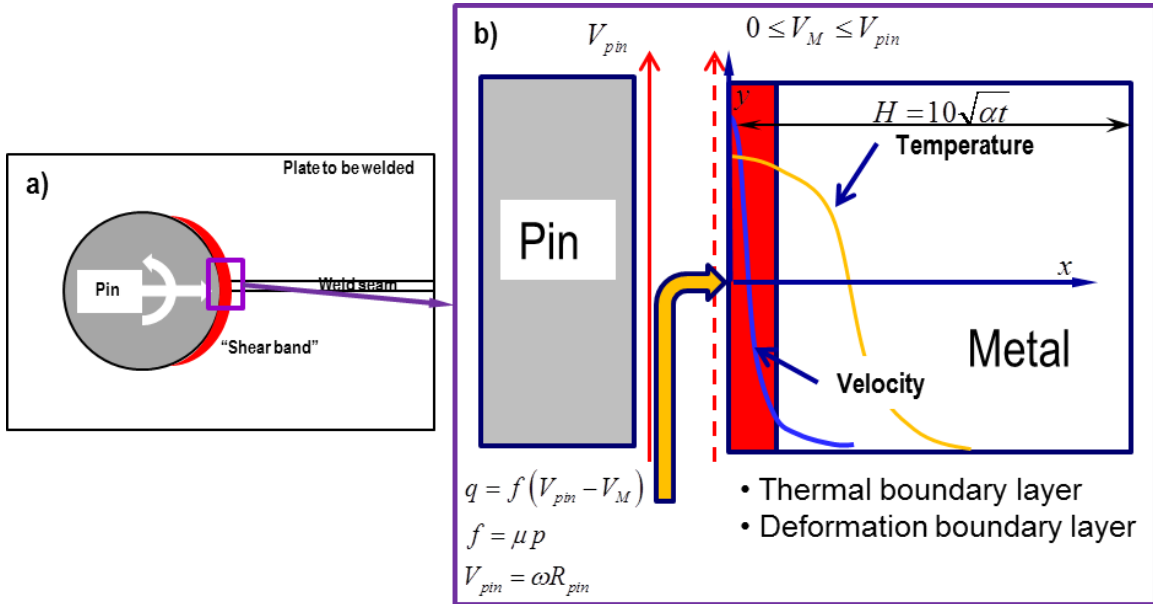 a)
Plate to be welded
Pin
Weld seam
"Shear band"
b)
V_pin
0 ≤ V_M ≤ V_pin
y
H = 10√αt
Temperature
Pin
x
Metal
Velocity
q = f(V_pin − V_M)
f = μ p
V_pin = ωR_pin
• Thermal boundary layer
• Deformation boundary layer